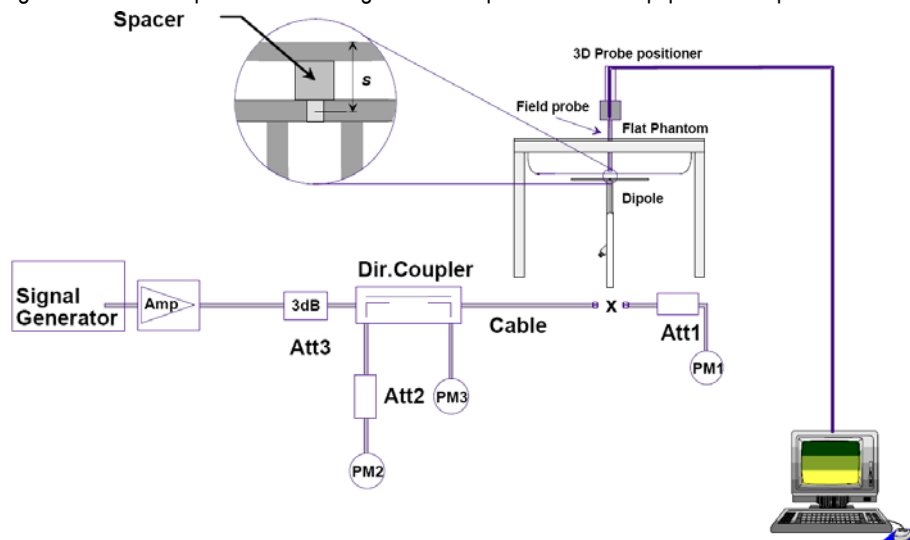 Spacer
s
3D Probe positioner
Field probe
Flat Phantom
Dipole
Dir.Coupler
Signal
Generator
Amp
3dB
Cable
X
Att1
Att3
PM1
Att2
PM3
PM2